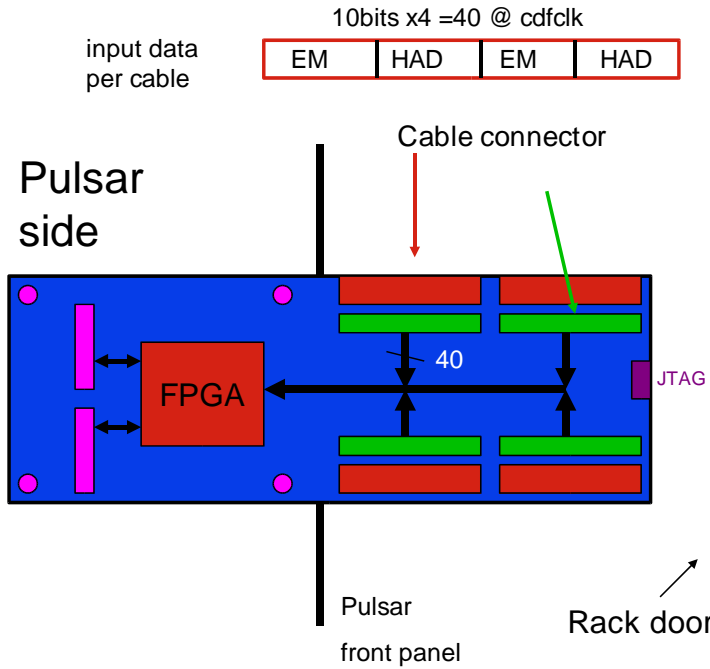 10bits x4 =40 @ cdfclk
input data
per cable
EM HAD EM HAD
Cable connector
Pulsar
side
40
FPGA
JTAG
Pulsar
front panel
Rack door